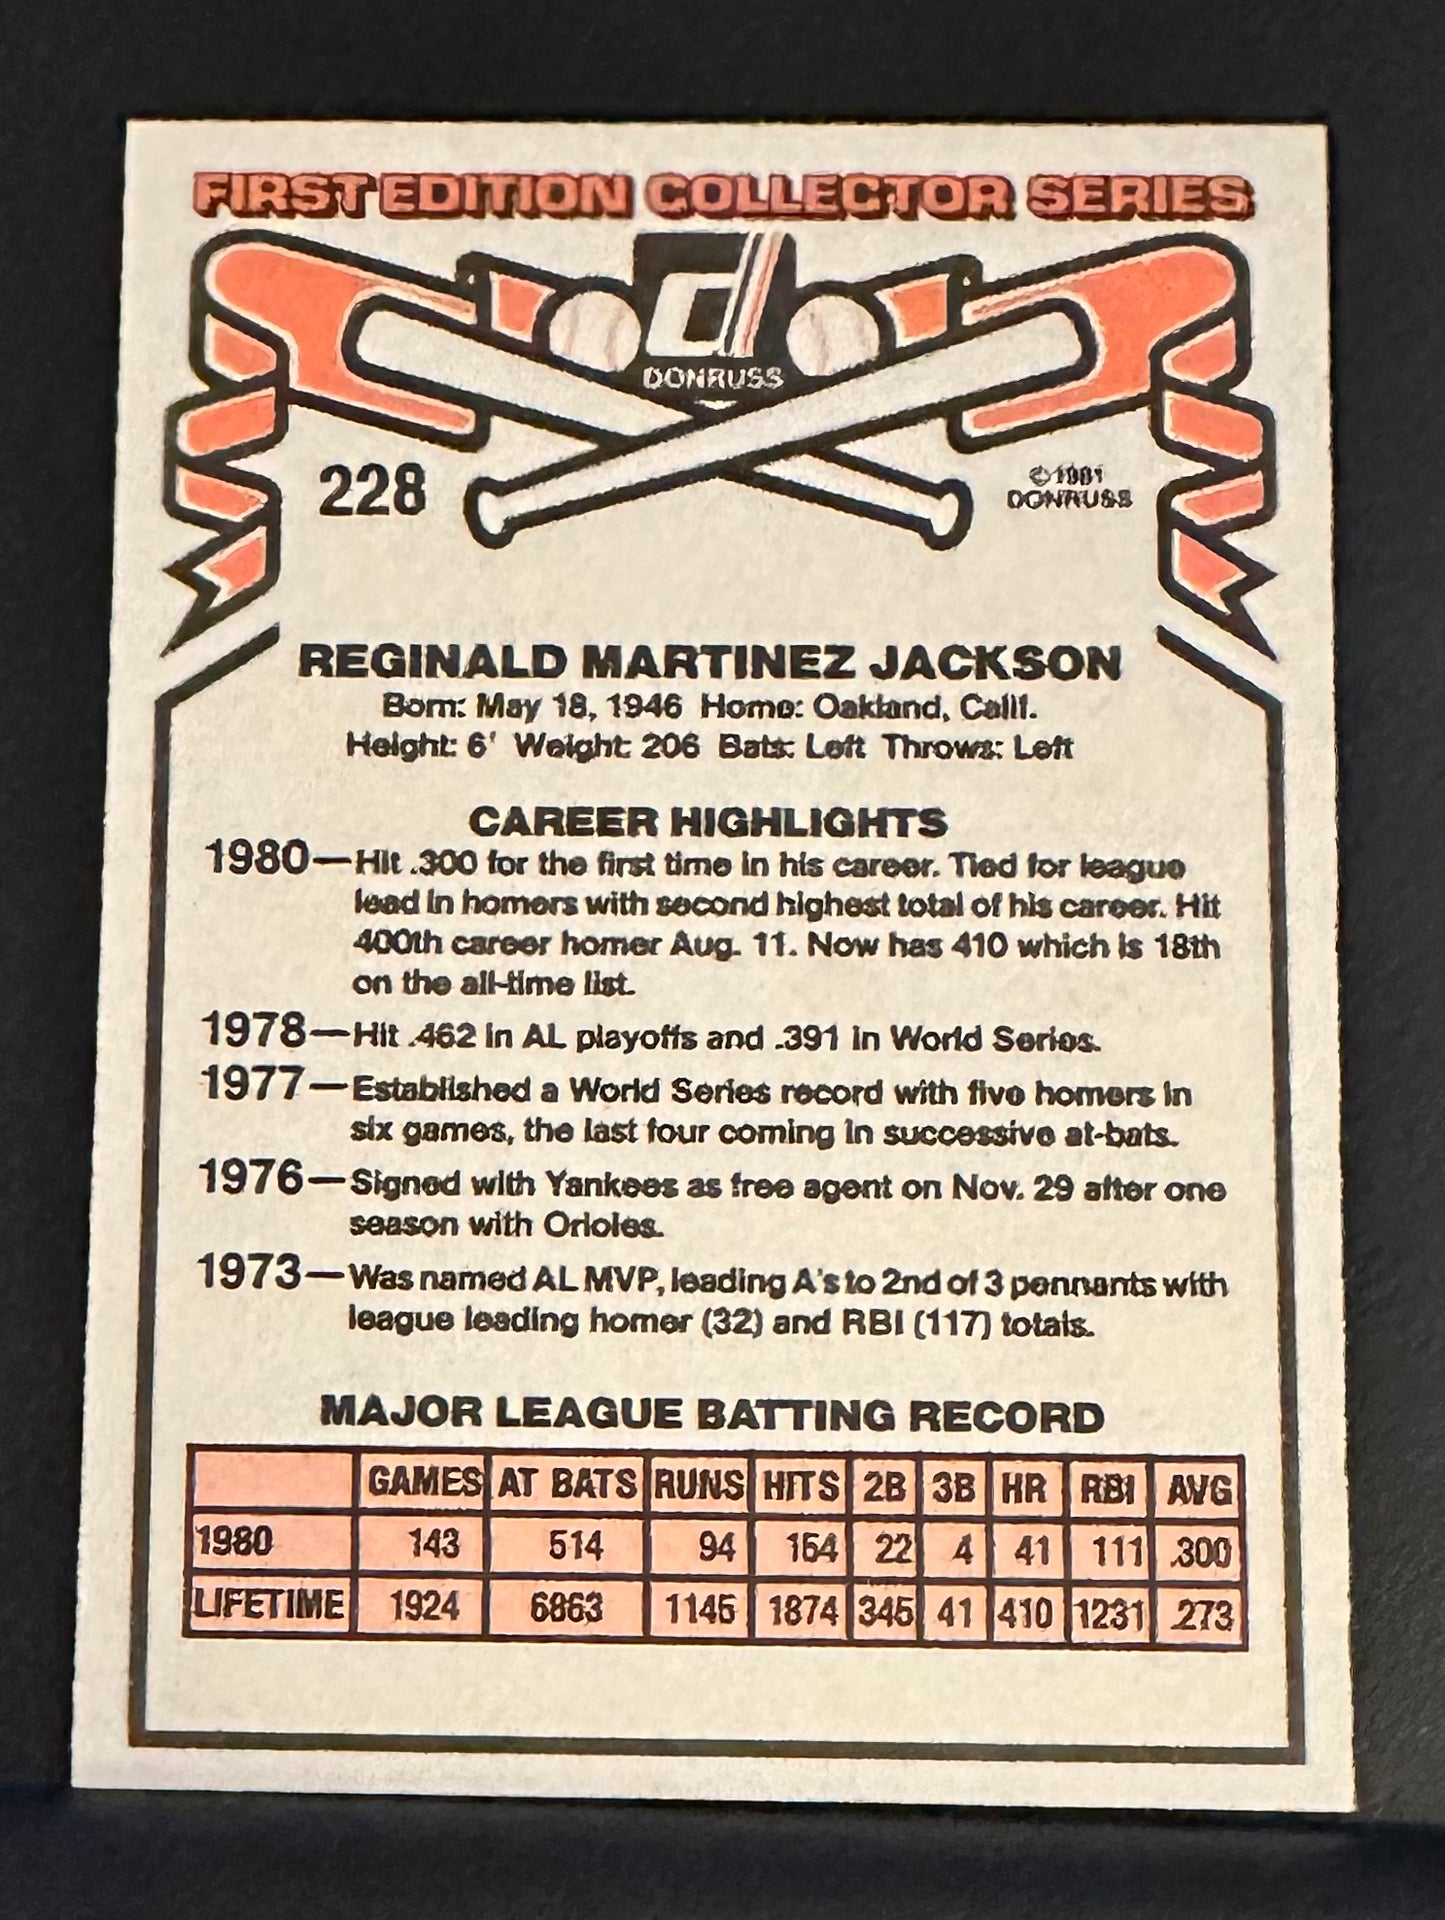 FIRST EDITION COLLECTOR SERIES
DONRUSS
228
© 1981
DONRUSS
REGINALD MARTINEZ JACKSON
Born: May 18, 1946 Home: Oakland, Calif.
Height: 6' Weight: 206 Bats: Left Throws: Left
CAREER HIGHLIGHTS
1980—Hit .300 for the first time in his career. Tied for league
lead in homers with second highest total of his career. Hit
400th career homer Aug. 11. Now has 410 which is 18th
on the all-time list.
1978—Hit .462 in AL playoffs and .391 in World Series.
1977—Established a World Series record with five homers in
six games, the last four coming in successive at-bats.
1976—Signed with Yankees as free agent on Nov. 29 after one
season with Orioles.
1973—Was named AL MVP, leading A's to 2nd of 3 pennants with
league leading homer (32) and RBI (117) totals.
MAJOR LEAGUE BATTING RECORD
GAMES AT BATS RUNS HITS 2B 3B HR RBI AVG
1980 143 514 94 154 22 4 41 111 .300
LIFETIME 1924 6863 1145 1874 345 41 410 1231 .273